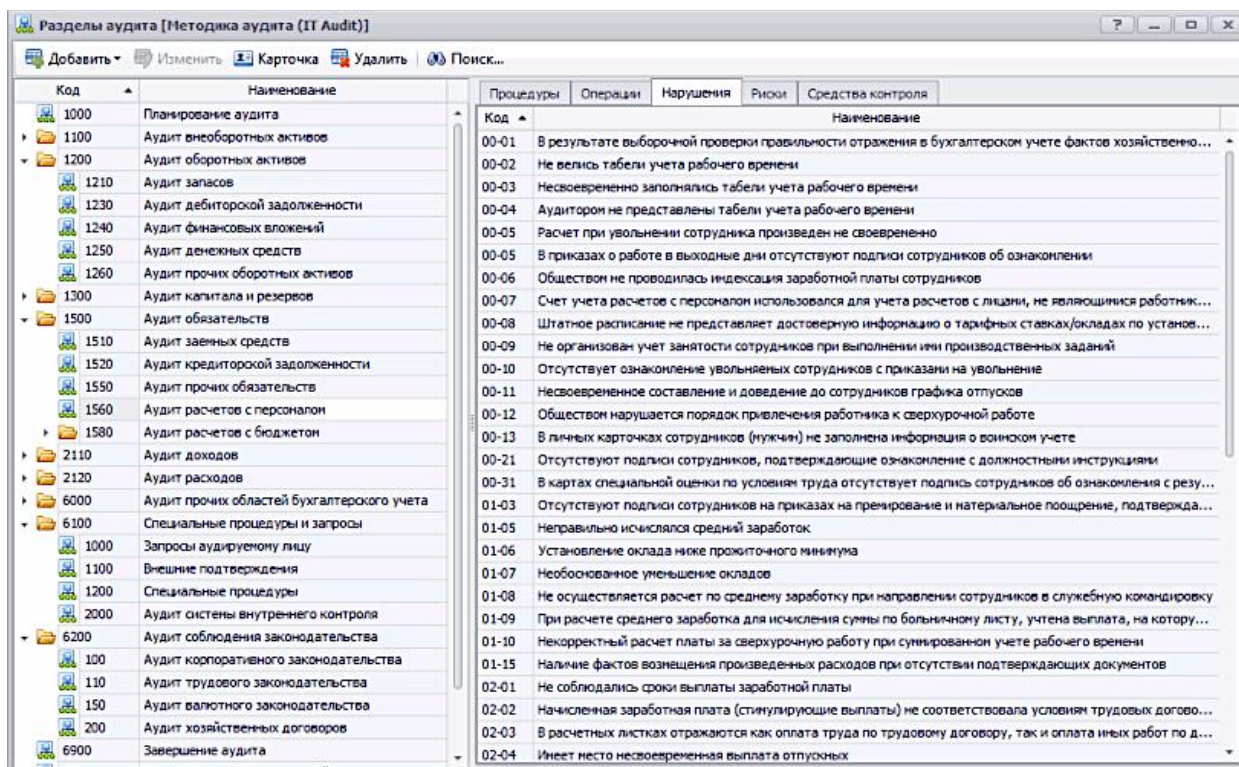 Разделы аудита [Методика аудита (IT Audit)]
Добавить Изменить Карточка Удалить Поиск...
Код Наименование
1000 Планирование аудита
1100 Аудит внеоборотных активов
1200 Аудит оборотных активов
1210 Аудит запасов
1230 Аудит дебиторской задолженности
1240 Аудит финансовых вложений
1250 Аудит денежных средств
1260 Аудит прочих оборотных активов
1300 Аудит капитала и резервов
1500 Аудит обязательств
1510 Аудит заемных средств
1520 Аудит кредиторской задолженности
1550 Аудит прочих обязательств
1560 Аудит расчетов с персоналом
1580 Аудит расчетов с бюджетом
2110 Аудит доходов
2120 Аудит расходов
6000 Аудит прочих областей бухгалтерского учета
6100 Специальные процедуры и запросы
1000 Запросы аудируемому лицу
1100 Внешние подтверждения
1200 Специальные процедуры
2000 Аудит системы внутреннего контроля
6200 Аудит соблюдения законодательства
100 Аудит корпоративного законодательства
110 Аудит трудового законодательства
150 Аудит валютного законодательства
200 Аудит хозяйственных договоров
6900 Завершение аудита
Процедуры Операции Нарушения Риски Средства контроля
Код Наименование
00-01 В результате выборочной проверки правильности отражения в бухгалтерском учете фактов хозяйственно...
00-02 Не велись табели учета рабочего времени
00-03 Несвоевременно заполнялись табели учета рабочего времени
00-04 Аудитором не представлены табели учета рабочего времени
00-05 Расчет при увольнении сотрудника произведен не своевременно
00-05 В приказах о работе в выходные дни отсутствуют подписи сотрудников об ознакомлении
00-06 Обществом не проводилась индексация заработной платы сотрудников
00-07 Счет учета расчетов с персоналом использовался для учета расчетов с лицами, не являющимися работник...
00-08 Штатное расписание не представляет достоверную информацию о тарифных ставках/окладах по установ...
00-09 Не организован учет занятости сотрудников при выполнении ими производственных заданий
00-10 Отсутствует ознакомление увольняемых сотрудников с приказами на увольнение
00-11 Несвоевременное составление и доведение до сотрудников графика отпусков
00-12 Обществом нарушается порядок привлечения работника к сверхурочной работе
00-13 В личных карточках сотрудников (мужчин) не заполнена информация о воинском учете
00-21 Отсутствуют подписи сотрудников, подтверждающие ознакомление с должностными инструкциями
00-31 В картах специальной оценки по условиям труда отсутствует подпись сотрудников об ознакомления с резу...
01-03 Отсутствуют подписи сотрудников на приказах на премирование и материальное поощрение, подтвержда...
01-05 Неправильно исчислялся средний заработок
01-06 Установление оклада ниже прожиточного минимума
01-07 Необоснованное уменьшение окладов
01-08 Не осуществляется расчет по среднему заработку при направлении сотрудников в служебную командировку
01-09 При расчете среднего заработка для исчисления суммы по больничному листу, учтена выплата, на котору...
01-10 Некорректный расчет платы за сверхурочную работу при суммированном учете рабочего времени
01-15 Наличие фактов возмещения произведенных расходов при отсутствии подтверждающих документов
02-01 Не соблюдались сроки выплаты заработной платы
02-02 Начисленная заработная плата (стимулирующие выплаты) не соответствовала условиям трудовых догово...
02-03 В расчетных листках отражаются как оплата труда по трудовому договору, так и оплата иных работ по д...
02-04 Имеет место несвоевременная выплата отпускных